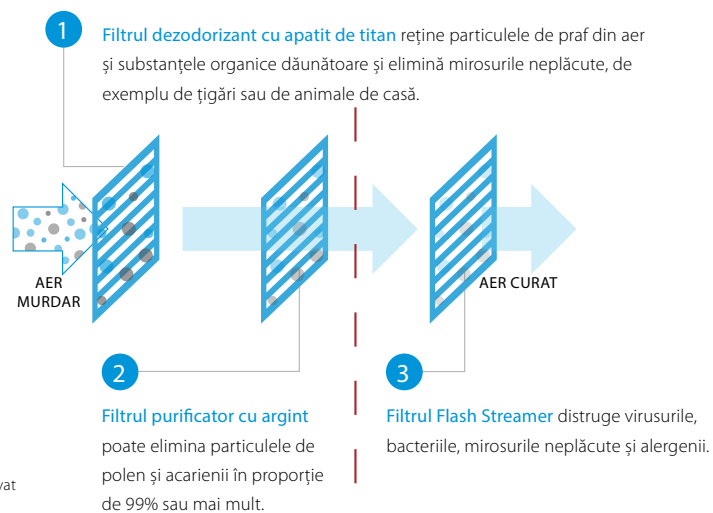 1
Filtrul dezodorizant cu apatit de titan reține particulele de praf din aer
și substanțele organice dăunătoare și elimină mirosurile neplăcute, de
exemplu de țigări sau de animale de casă.
AER
MURDAR
AER CURAT
2
Filtrul purificator cu argint
poate elimina particulele de
polen și acarienii în proporție
de 99% sau mai mult.
3
Filtrul Flash Streamer distruge virusurile,
bacteriile, mirosurile neplăcute și alergenii.